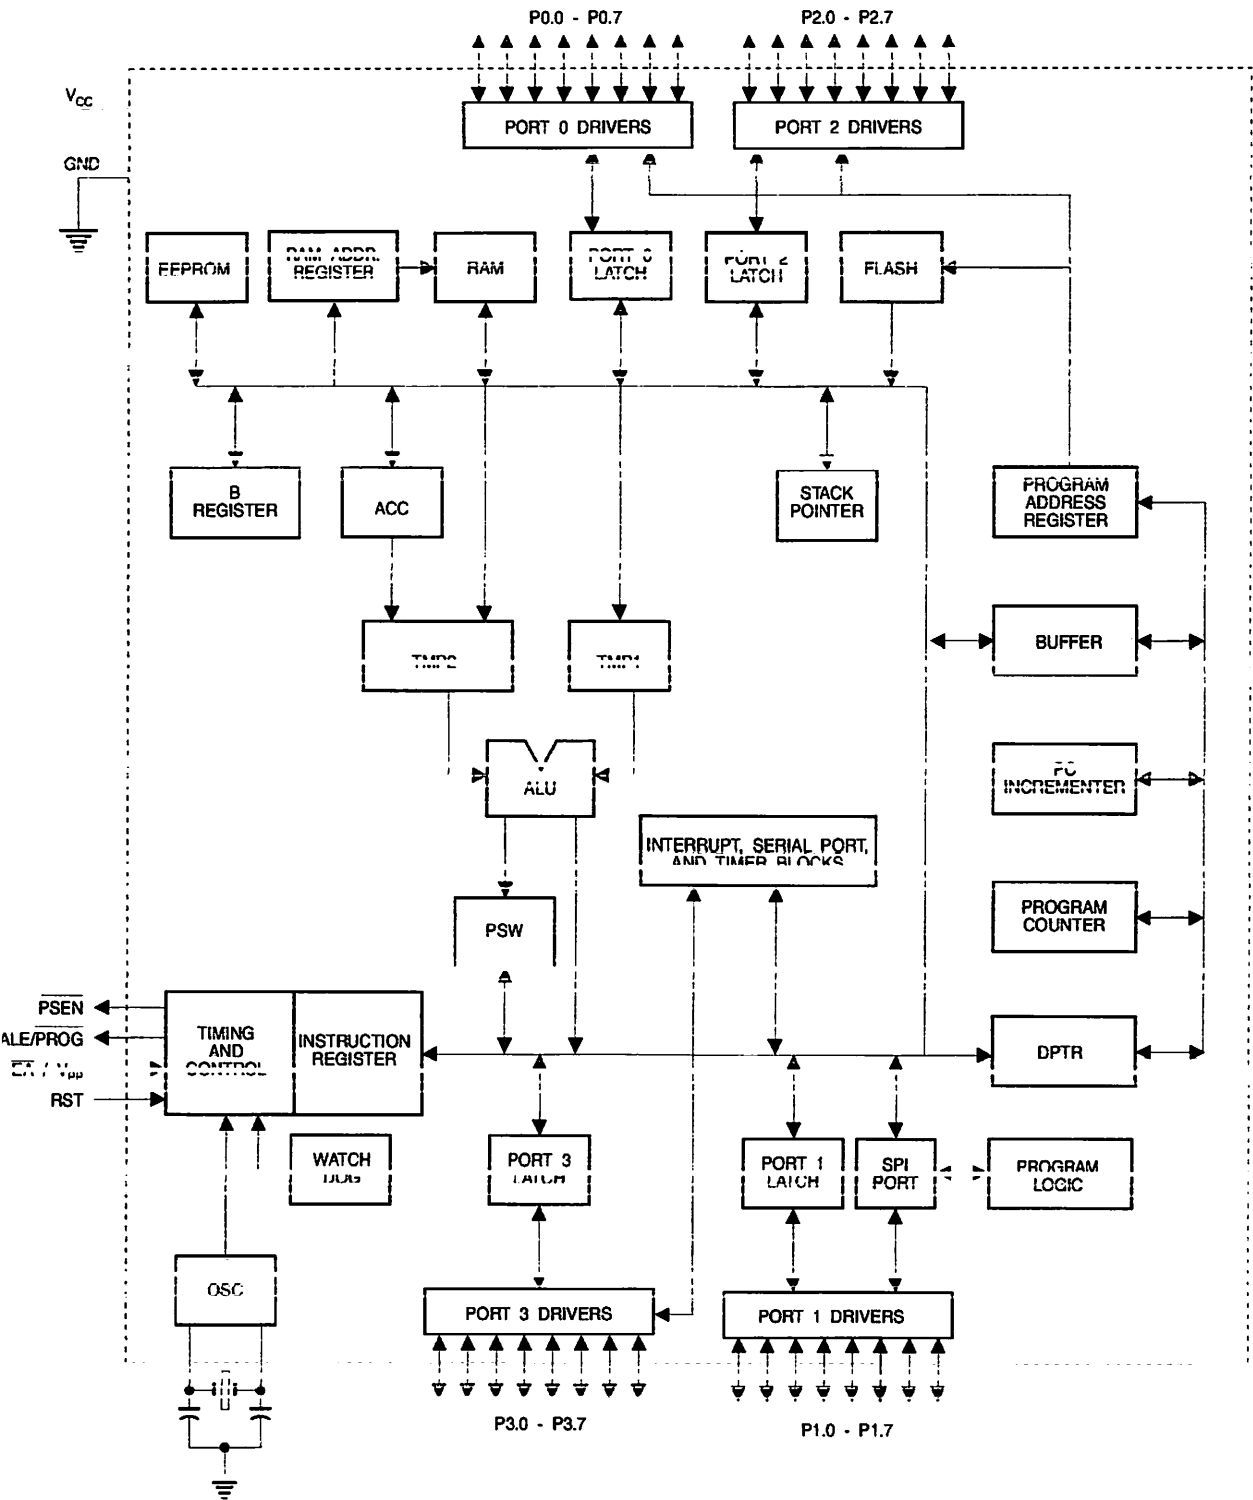 P0.0 - P0.7
P2.0 - P2.7
VCC
GND
PORT 0 DRIVERS
PORT 2 DRIVERS
EEPROM
RAM ADDR.
REGISTER
RAM
PORT 0
LATCH
PORT 2
LATCH
FLASH
B
REGISTER
ACC
STACK
POINTER
PROGRAM
ADDRESS
REGISTER
TMP2
TMP1
BUFFER
ALU
PC
INCREMENTER
INTERRUPT, SERIAL PORT,
AND TIMER BLOCKS
PSW
PROGRAM
COUNTER
PSEN
ALE/PROG
EA / VPP
RST
TIMING
AND
CONTROL
INSTRUCTION
REGISTER
DPTR
WATCH
DOG
PORT 3
LATCH
PORT 1
LATCH
SPI
PORT
PROGRAM
LOGIC
OSC
PORT 3 DRIVERS
PORT 1 DRIVERS
P3.0 - P3.7
P1.0 - P1.7